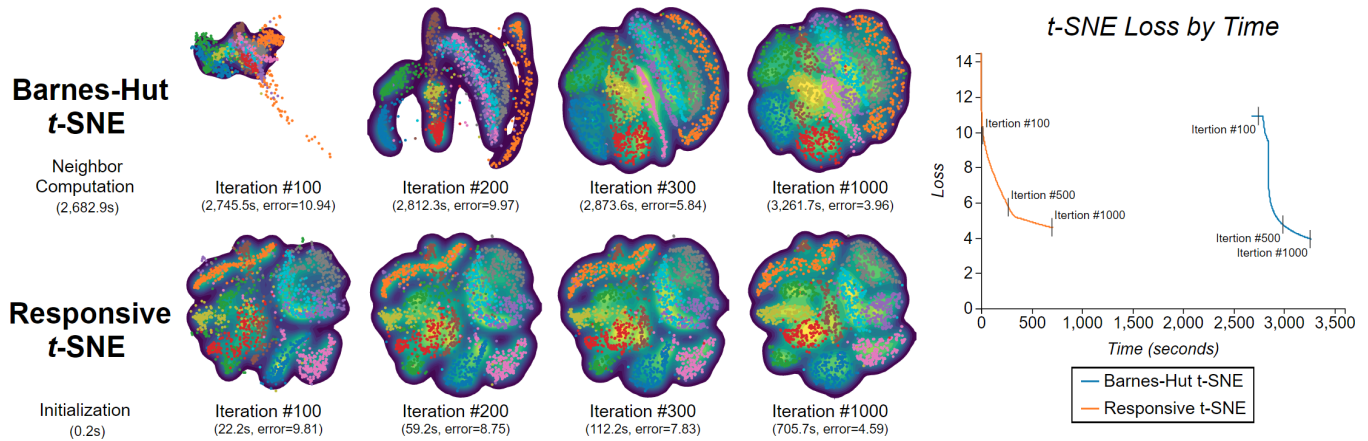 Barnes-Hut
t-SNE
Neighbor
Computation
(2,682.9s)
Iteration #100
(2,745.5s, error=10.94)
Iteration #200
(2,812.3s, error=9.97)
Iteration #300
(2,873.6s, error=5.84)
Iteration #1000
(3,261.7s, error=3.96)
Responsive
t-SNE
Initialization
(0.2s)
Iteration #100
(22.2s, error=9.81)
Iteration #200
(59.2s, error=8.75)
Iteration #300
(112.2s, error=7.83)
Iteration #1000
(705.7s, error=4.59)
t-SNE Loss by Time
Loss
14
12
10
8
6
4
2
0
Itertion #100
Itertion #500
Itertion #1000
Itertion #100
Itertion #500
Itertion #1000
0
500
1,000
1,500
2,000
2,500
3,000
3,500
Time (seconds)
Barnes-Hut t-SNE
Responsive t-SNE